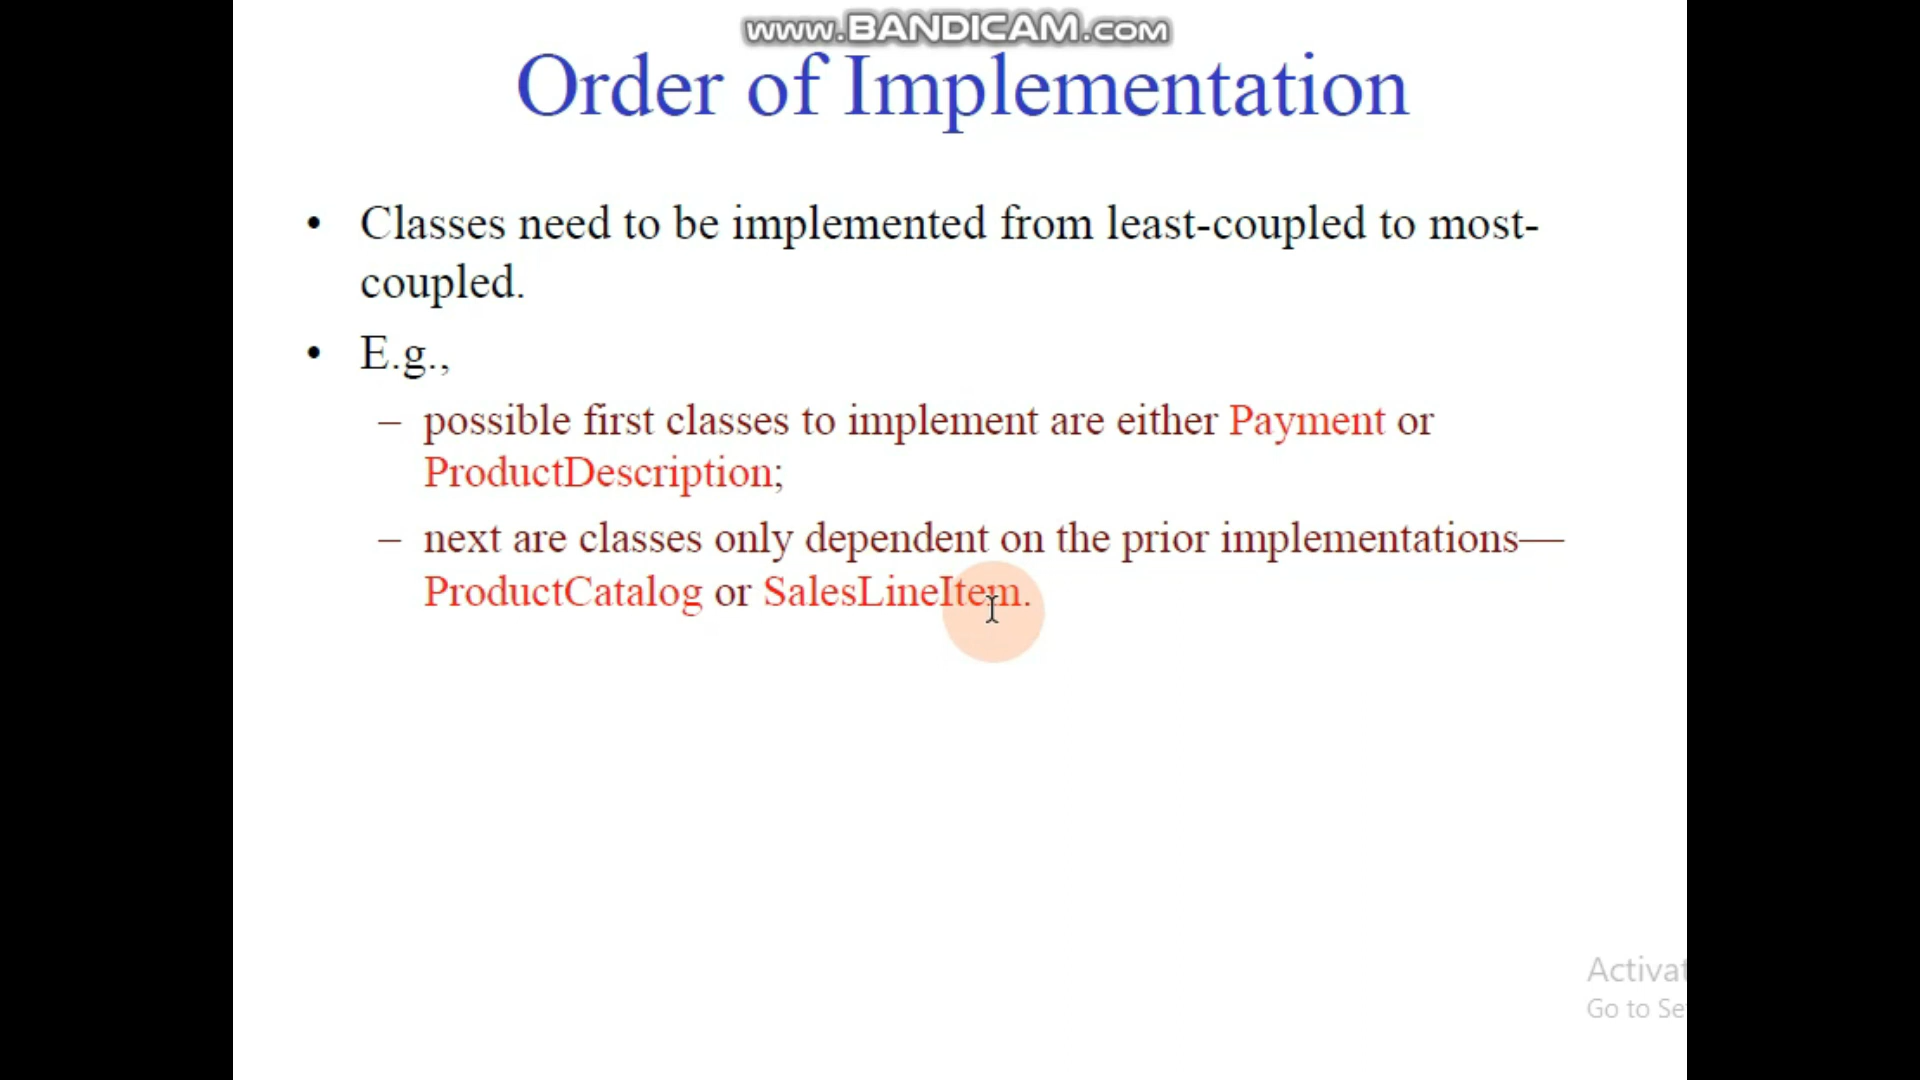 www.BANDICAM.com
Order of Implementation
• Classes need to be implemented from least-coupled to most-
coupled.
• E.g.,
– possible first classes to implement are either Payment or
ProductDescription;
– next are classes only dependent on the prior implementations—
ProductCatalog or SalesLineItem.
Activat
Go to Se